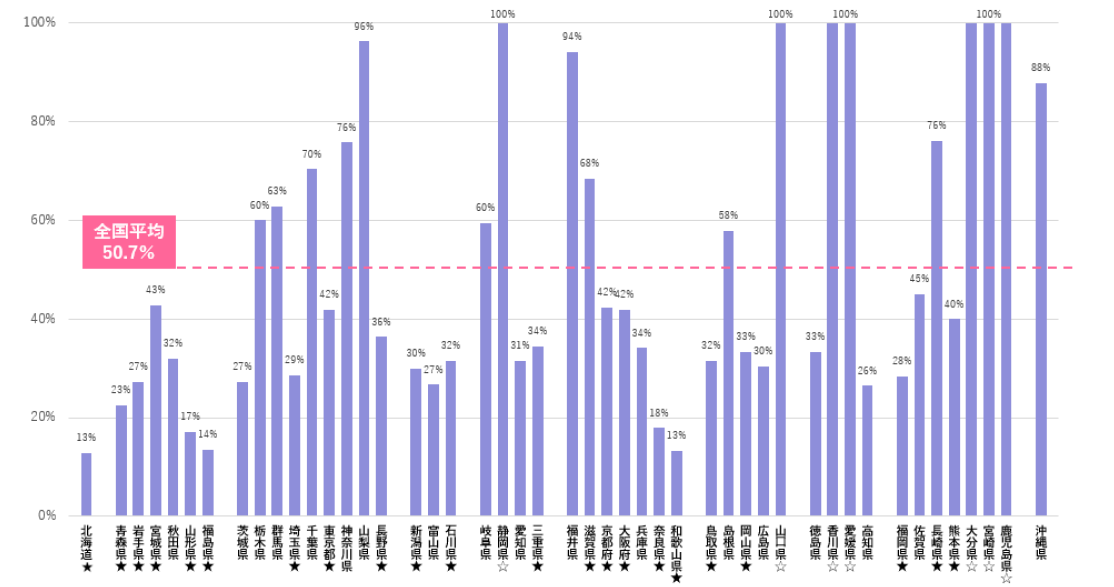 100%
80%
60%
40%
20%
0%
全国平均
50.7%
13%
23%
27%
43%
32%
17%
14%
27%
60%
63%
29%
70%
42%
76%
96%
36%
30%
27%
32%
60%
100%
31%
34%
94%
68%
42%
42%
34%
18%
13%
32%
58%
33%
30%
100%
33%
100%
26%
28%
45%
76%
40%
100%
88%
北海道★
青森県★
岩手県★
宮城県★
秋田県
山形県★
福島県★
茨城県
栃木県
群馬県
埼玉県★
千葉県
東京都★
神奈川県
山梨県
長野県★
新潟県★
富山県
石川県★
岐阜県
静岡県☆
愛知県
三重県★
福井県
滋賀県★
京都府★
大阪府★
兵庫県
奈良県★
和歌山県★
鳥取県★
島根県
岡山県★
広島県
山口県☆
徳島県
香川県☆
愛媛県☆
高知県
福岡県★
佐賀県
長崎県★
熊本県★
大分県☆
宮崎県☆
鹿児島県☆
沖縄県